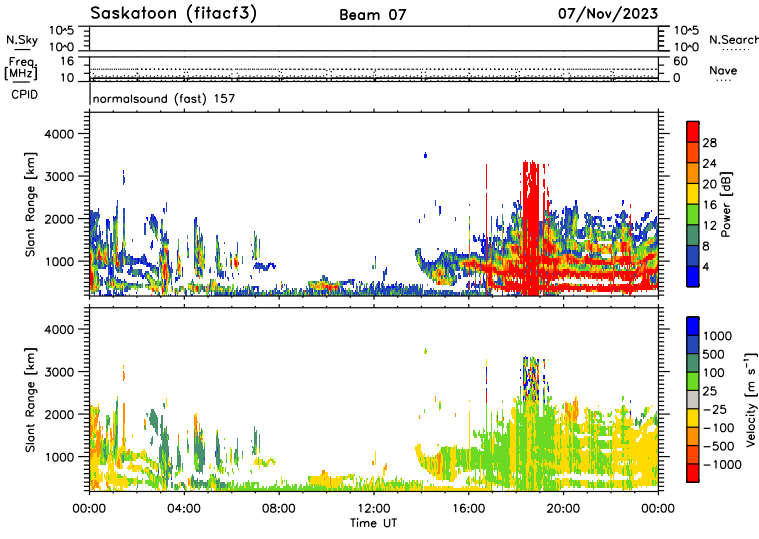 Saskatoon (fitacf3) Beam 07 07/Nov/2023
N.Sky 10^5 10^0 10^5 10^0 N.Search
Freq. [MHz] 16 10 60 0 Nave
CPID normalsound (fast) 157
Slant Range [km] 4000 3000 2000 1000
28 24 20 16 12 8 4 Power [dB]
Slant Range [km] 4000 3000 2000 1000
1000 500 100 25 −25 −100 −500 −1000 Velocity [m s⁻¹]
00:00 04:00 08:00 12:00 16:00 20:00 00:00
Time UT